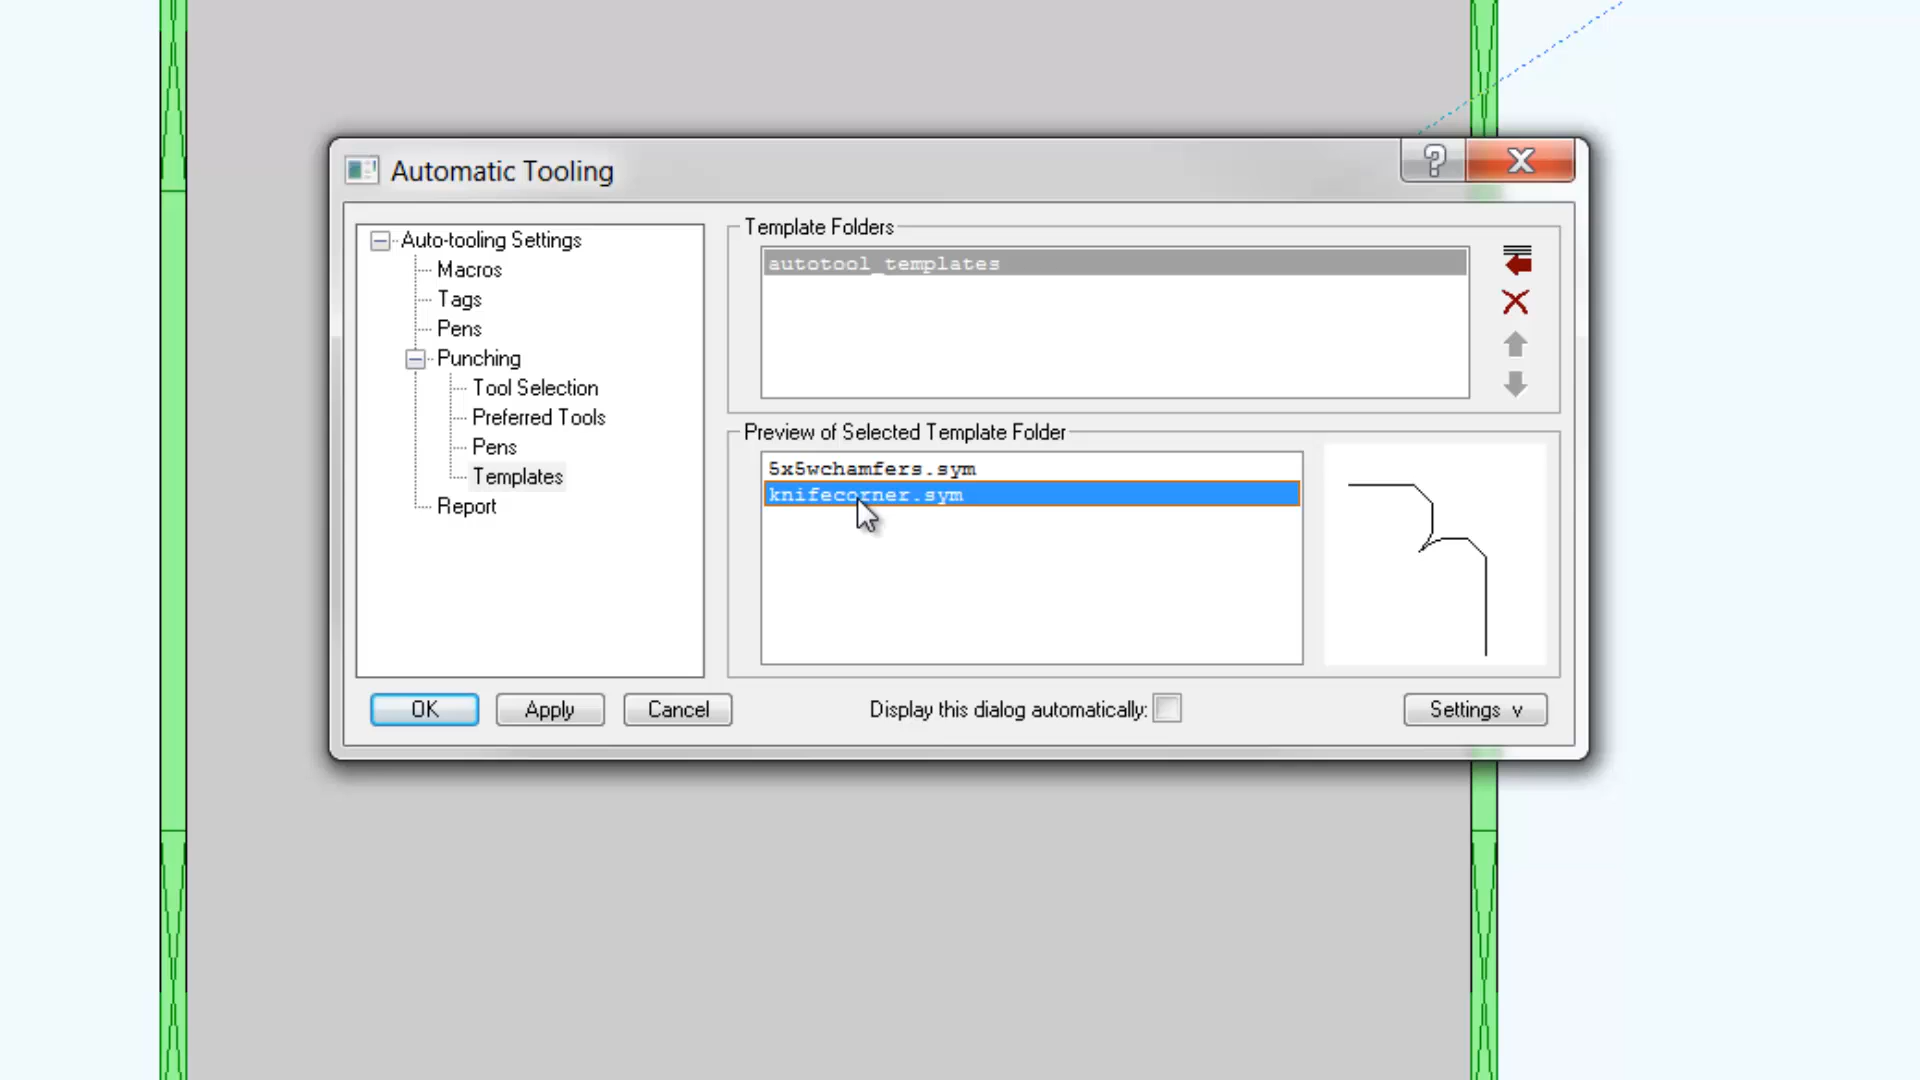 Automatic Tooling
Auto-tooling Settings
Macros
Tags
Pens
Punching
Tool Selection
Preferred Tools
Pens
Templates
Report
Template Folders
autotool_templates
Preview of Selected Template Folder
5x5wchamfers.sym
knifecorner.sym
OK
Apply
Cancel
Display this dialog automatically:
Settings v